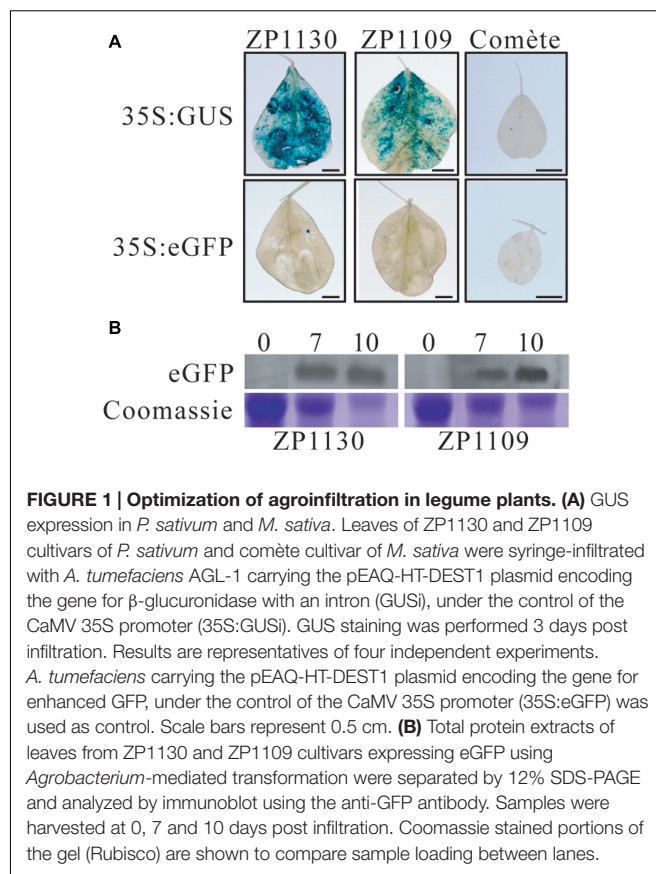 A
ZP1130 ZP1109 Comète
35S:GUS
35S:eGFP
B
0 7 10 0 7 10
eGFP
Coomassie
ZP1130 ZP1109
FIGURE 1 | Optimization of agroinfiltration in legume plants. (A) GUS
expression in P. sativum and M. sativa. Leaves of ZP1130 and ZP1109
cultivars of P. sativum and comète cultivar of M. sativa were syringe-infiltrated
with A. tumefaciens AGL-1 carrying the pEAQ-HT-DEST1 plasmid encoding
the gene for β-glucuronidase with an intron (GUSi), under the control of the
CaMV 35S promoter (35S:GUSi). GUS staining was performed 3 days post
infiltration. Results are representatives of four independent experiments.
A. tumefaciens carrying the pEAQ-HT-DEST1 plasmid encoding the gene for
enhanced GFP, under the control of the CaMV 35S promoter (35S:eGFP) was
used as control. Scale bars represent 0.5 cm. (B) Total protein extracts of
leaves from ZP1130 and ZP1109 cultivars expressing eGFP using
Agrobacterium-mediated transformation were separated by 12% SDS-PAGE
and analyzed by immunoblot using the anti-GFP antibody. Samples were
harvested at 0, 7 and 10 days post infiltration. Coomassie stained portions of
the gel (Rubisco) are shown to compare sample loading between lanes.